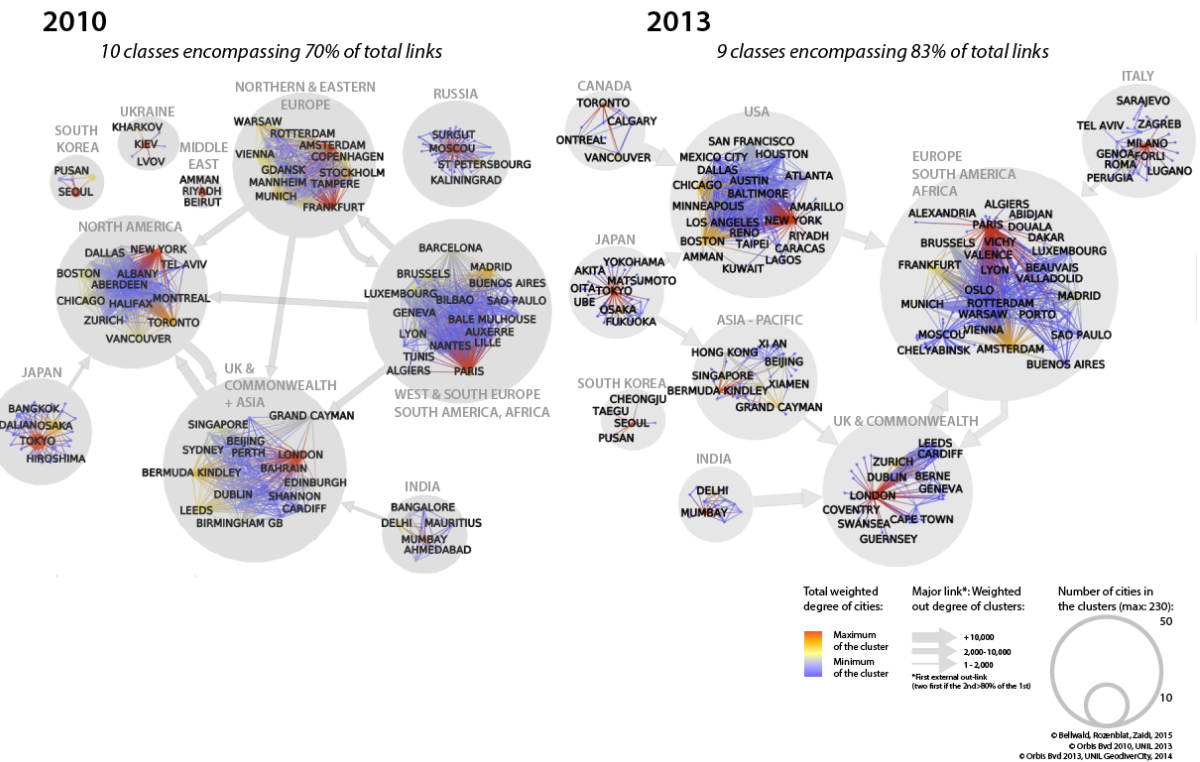 2010
10 classes encompassing 70% of total links
NORTHERN & EASTERN
EUROPE
WARSAW
ROTTERDAM
AMSTERDAM
VIENNA
COPENHAGEN
GDANSK
STOCKHOLM
MANNHEIM
TAMPERE
MUNICH
FRANKFURT
RUSSIA
SURGUT
MOSCOU
ST PETERSBOURG
KALININGRAD
UKRAINE
KHARKOV
KIEV
LVOV
SOUTH
KOREA
PUSAN
SEOUL
MIDDLE
EAST
AMMAN
RIYADH
BEIRUT
NORTH AMERICA
DALLAS
NEW YORK
TEL AVIV
BOSTON
ALBANY
ABERDEEN
CHICAGO
HALIFAX
MONTREAL
ZURICH
TORONTO
VANCOUVER
BARCELONA
BRUSSELS
MADRID
BUENOS AIRES
LUXEMBOURG
BILBAO
SAO PAULO
GENEVA
BALE
MULHOUSE
LYON
AUXERRE
NANTES
LILLE
TUNIS
ALGIERS
PARIS
WEST & SOUTH EUROPE
SOUTH AMERICA, AFRICA
JAPAN
BANGKOK
DALIAN
OSAKA
TOKYO
HIROSHIMA
UK &
COMMONWEALTH
+ ASIA
GRAND CAYMAN
SINGAPORE
BEIJING
SYDNEY
PERTH
LONDON
BERMUDA KINDLEY
BAHRAIN
EDINBURGH
DUBLIN
SHANNON
LEEDS
CARDIFF
BIRMINGHAM GB
INDIA
BANGALORE
DELHI
MAURITIUS
MUMBAY
AHMEDABAD
2013
9 classes encompassing 83% of total links
CANADA
TORONTO
CALGARY
ONTREAL
VANCOUVER
USA
SAN FRANCISCO
MEXICO CITY
HOUSTON
DALLAS
ATLANTA
CHICAGO
AUSTIN
BALTIMORE
MINNEAPOLIS
AMARILLO
LOS ANGELES
NEW YORK
RENO
RIYADH
BOSTON
TAIPEI
CARACAS
AMMAN
LAGOS
KUWAIT
ITALY
SARAJEVO
TEL AVIV
ZAGREB
MILANO
GENOA
FORLI
ROMA
LUGANO
PERUGIA
EUROPE
SOUTH AMERICA
AFRICA
ALGIERS
ALEXANDRIA
ABIDJAN
PARIS
DOUALA
DAKAR
BRUSSELS
VICHY
LUXEMBOURG
VALENCE
FRANKFURT
LYON
BEAUVAIS
VALLADOLID
OSLO
MADRID
MUNICH
ROTTERDAM
WARSAW
PORTO
MOSCOU
VIENNA
SAO PAULO
CHELYABINSK
AMSTERDAM
BUENOS AIRES
JAPAN
YOKOHAMA
AKITA
MATSUMOTO
OITA
TOKYO
UBE
OSAKA
FUKUOKA
ASIA - PACIFIC
XI AN
HONG KONG
BEIJING
SINGAPORE
XIAMEN
BERMUDA KINDLEY
GRAND CAYMAN
SOUTH KOREA
CHEONGJU
TAEGU
SEOUL
PUSAN
INDIA
DELHI
MUMBAY
UK & COMMONWEALTH
LEEDS
CARDIFF
ZURICH
DUBLIN
BERNE
GENEVA
LONDON
COVENTRY
CAPE TOWN
SWANSEA
GUERNSEY
Total weighted
degree of cities:
Maximum
of the cluster
Minimum
of the cluster
Major link*: Weighted
out degree of clusters:
+ 10,000
2,000-10,000
1 - 2,000
*First external out-link
(two first if the 2nd>80% of the 1st)
Number of cities in
the clusters (max: 230):
50
10
© Bellwald, Rozenblat, Zaidi, 2015
© Orbis Bvd 2010, UNIL 2013
© Orbis Bvd 2013, UNIL GeodiverCity, 2014